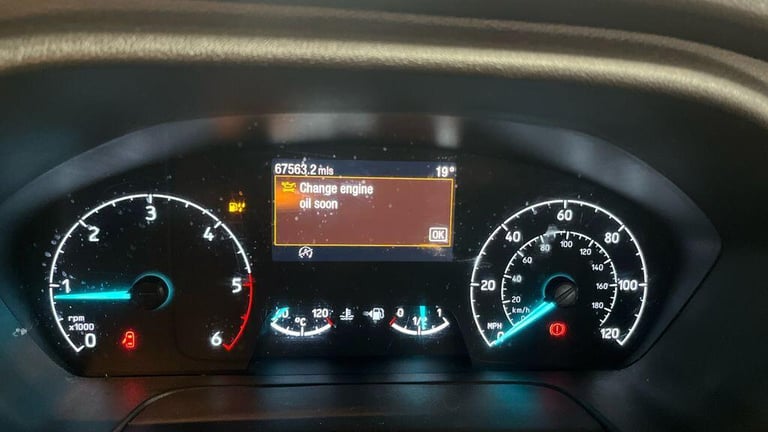 67563.2 mls 19°
Change engine
oil soon
OK
0 1 2 3 4 5 6
rpm
x1000
120
°C
0 1/2 1
0 20 40 60 80 100 120
MPH
20 40 60 80 100 120 140 160 180
km/h